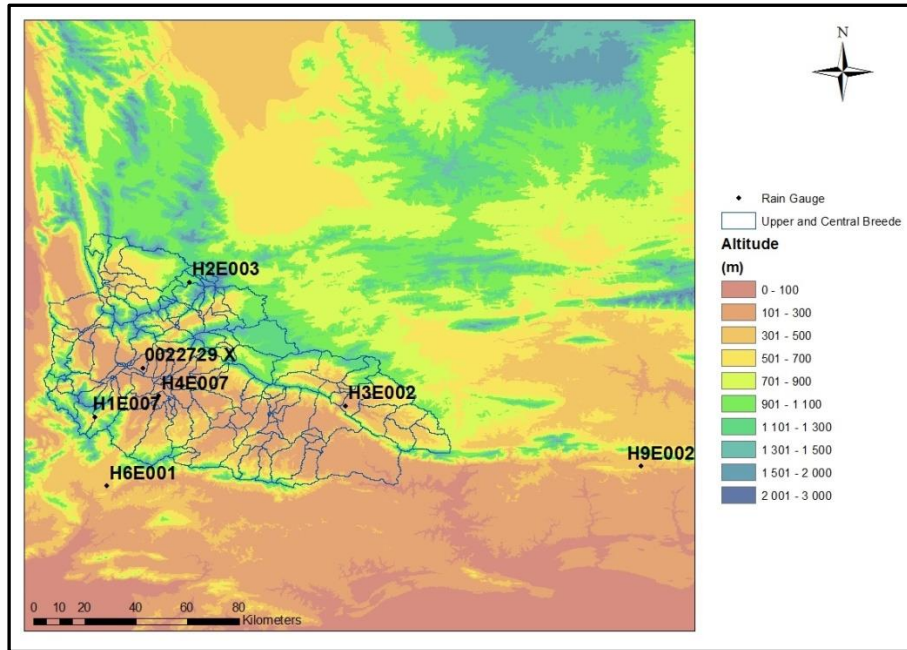 N
H2E003
0022729 X
H4E007
H1E007
H3E002
H9E002
H6E001
0 10 20 40 60 80
Kilometers
Rain Gauge
Upper and Central Breede
Altitude
(m)
0 - 100
101 - 300
301 - 500
501 - 700
701 - 900
901 - 1 100
1 101 - 1 300
1 301 - 1 500
1 501 - 2 000
2 001 - 3 000